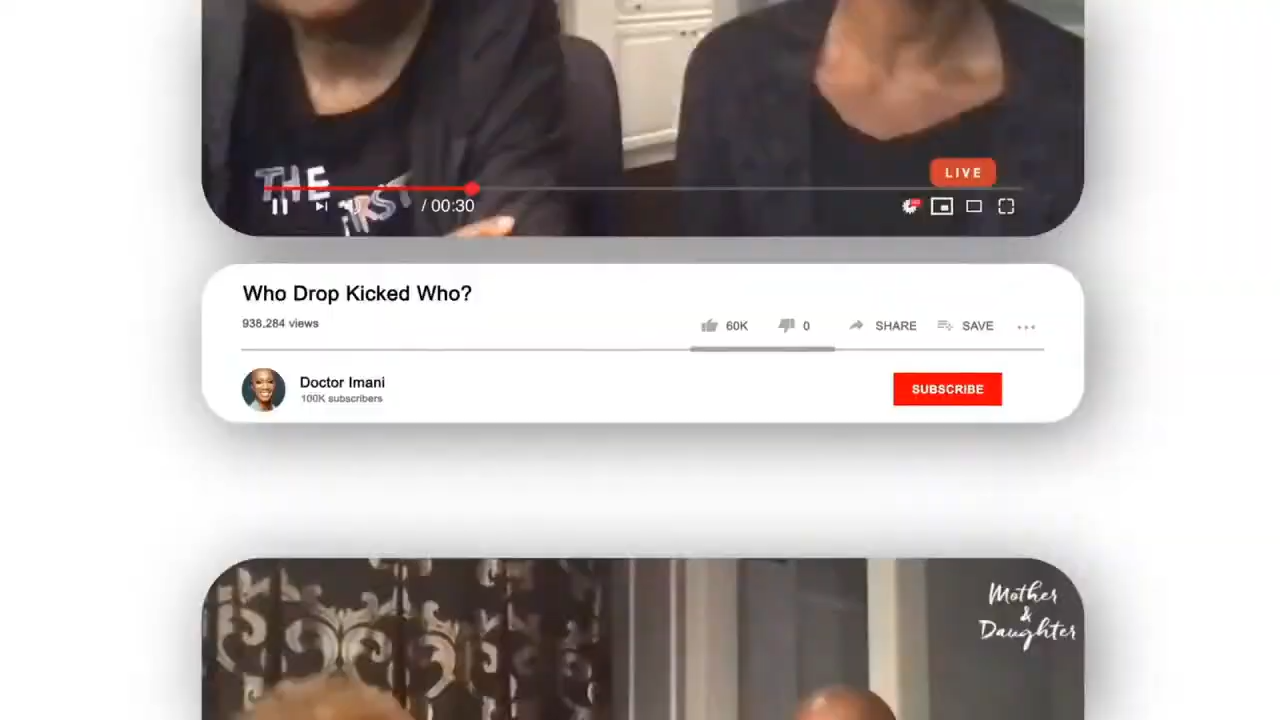 THE
FIRST
LIVE
/ 00:30
Who Drop Kicked Who?
938,284 views
60K
0
SHARE
SAVE
Doctor Imani
100K subscribers
SUBSCRIBE
Mother
&
Daughter